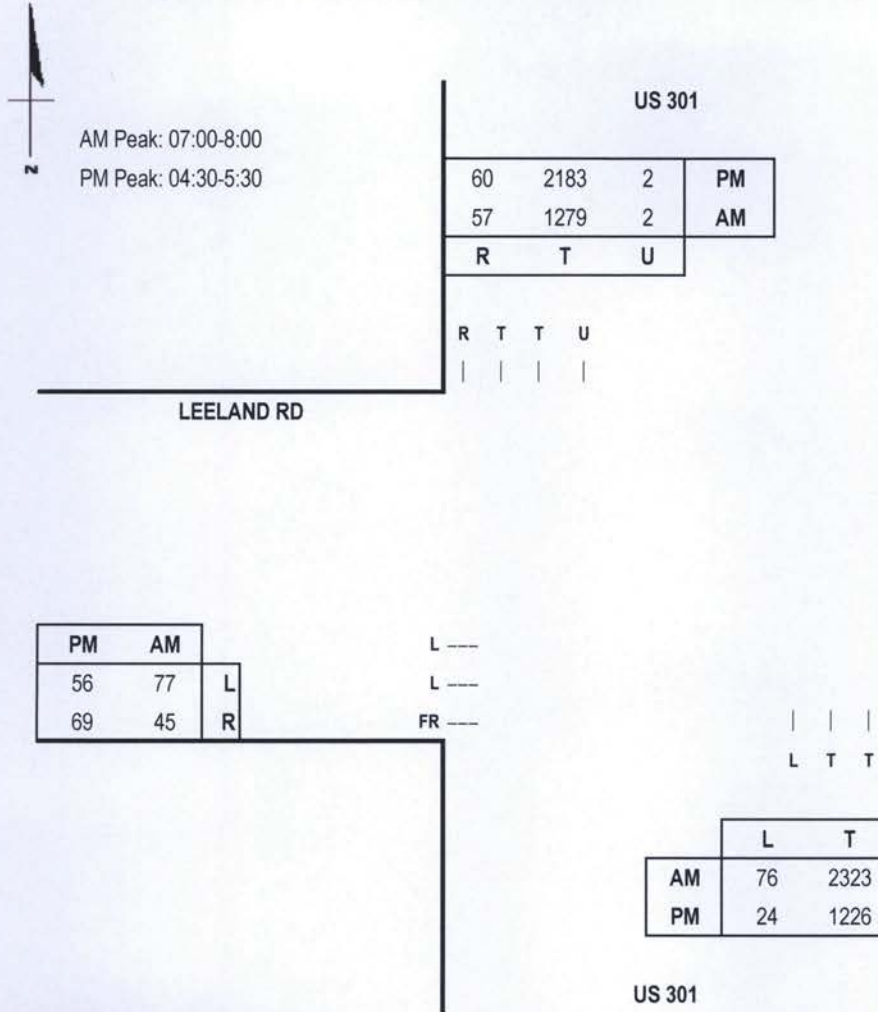 US 301
AM Peak: 07:00-8:00
PM Peak: 04:30-5:30
N
60 2183 2 PM
57 1279 2 AM
R T U
R T T U
LEELAND RD
PM AM
56 77 L
69 45 R
L ---
L ---
FR ---
L T T
L T
AM 76 2323
PM 24 1226
US 301